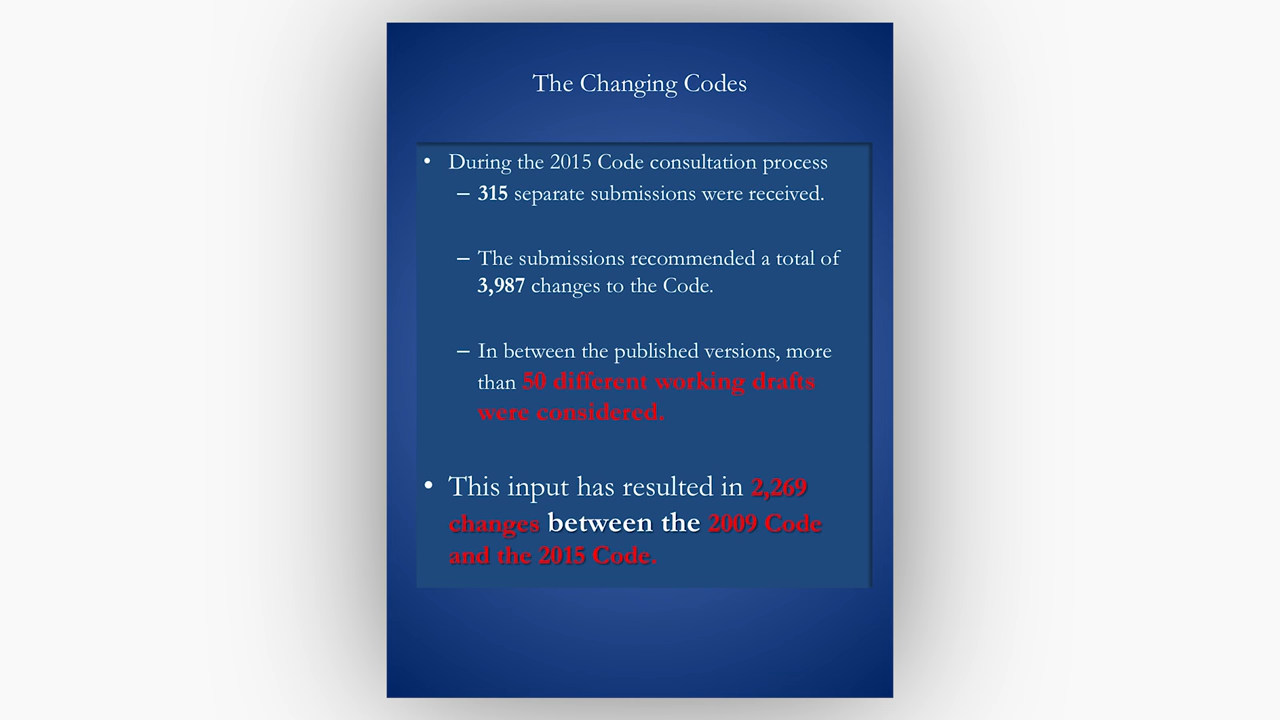 The Changing Codes
• During the 2015 Code consultation process
– 315 separate submissions were received.
– The submissions recommended a total of
3,987 changes to the Code.
– In between the published versions, more
than 50 different working drafts
were considered.
• This input has resulted in 2,269
changes between the 2009 Code
and the 2015 Code.